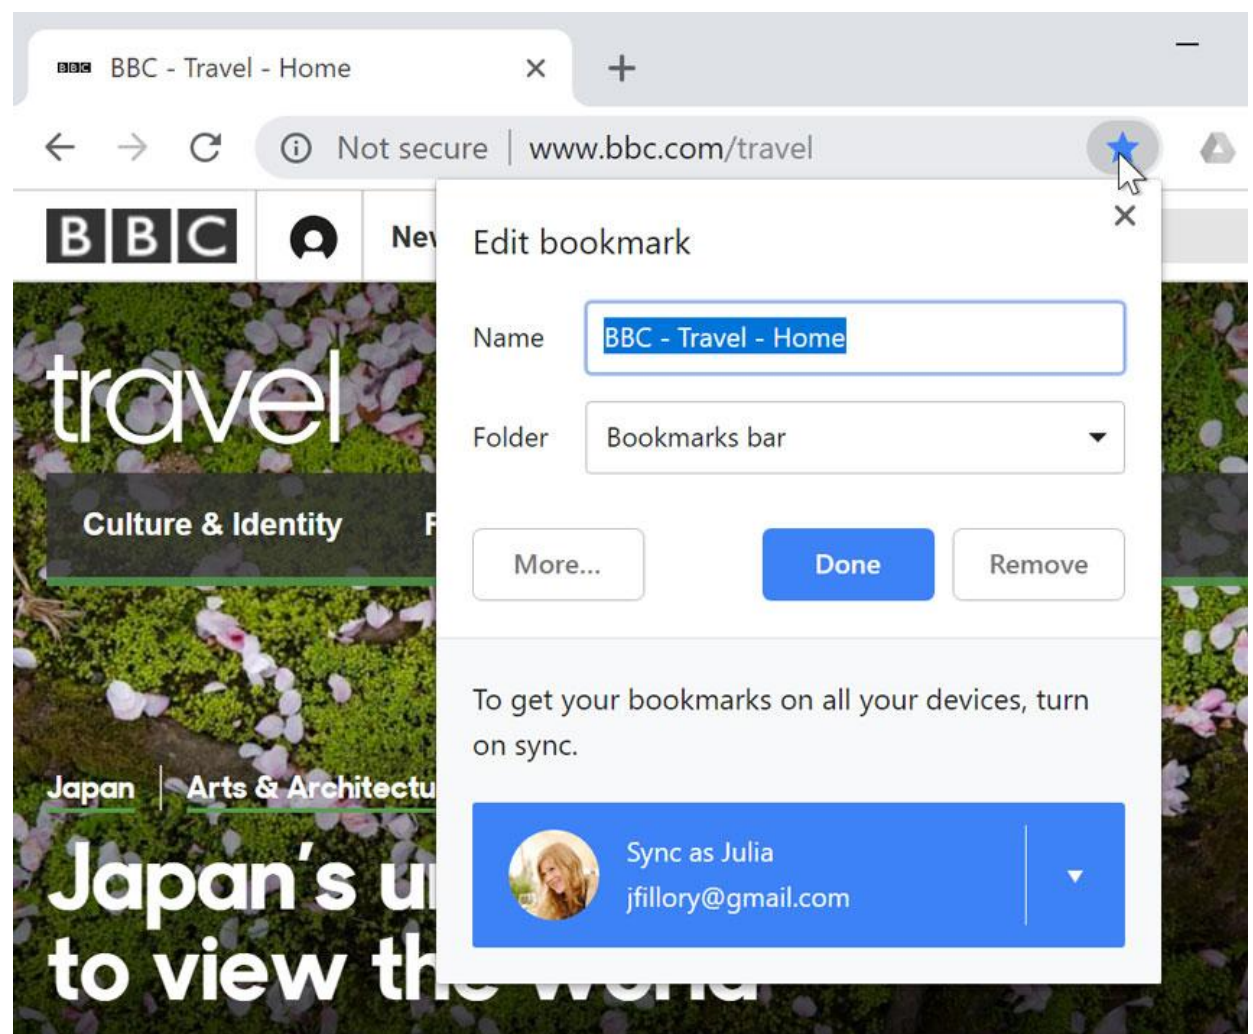 BBC BBC - Travel - Home
Not secure | www.bbc.com/travel
BBC
Edit bookmark
Name BBC - Travel - Home
Folder Bookmarks bar
More... Done Remove
To get your bookmarks on all your devices, turn
on sync.
Sync as Julia
jfillory@gmail.com
travel
Culture & Identity
Japan | Arts &
Japan's
to view